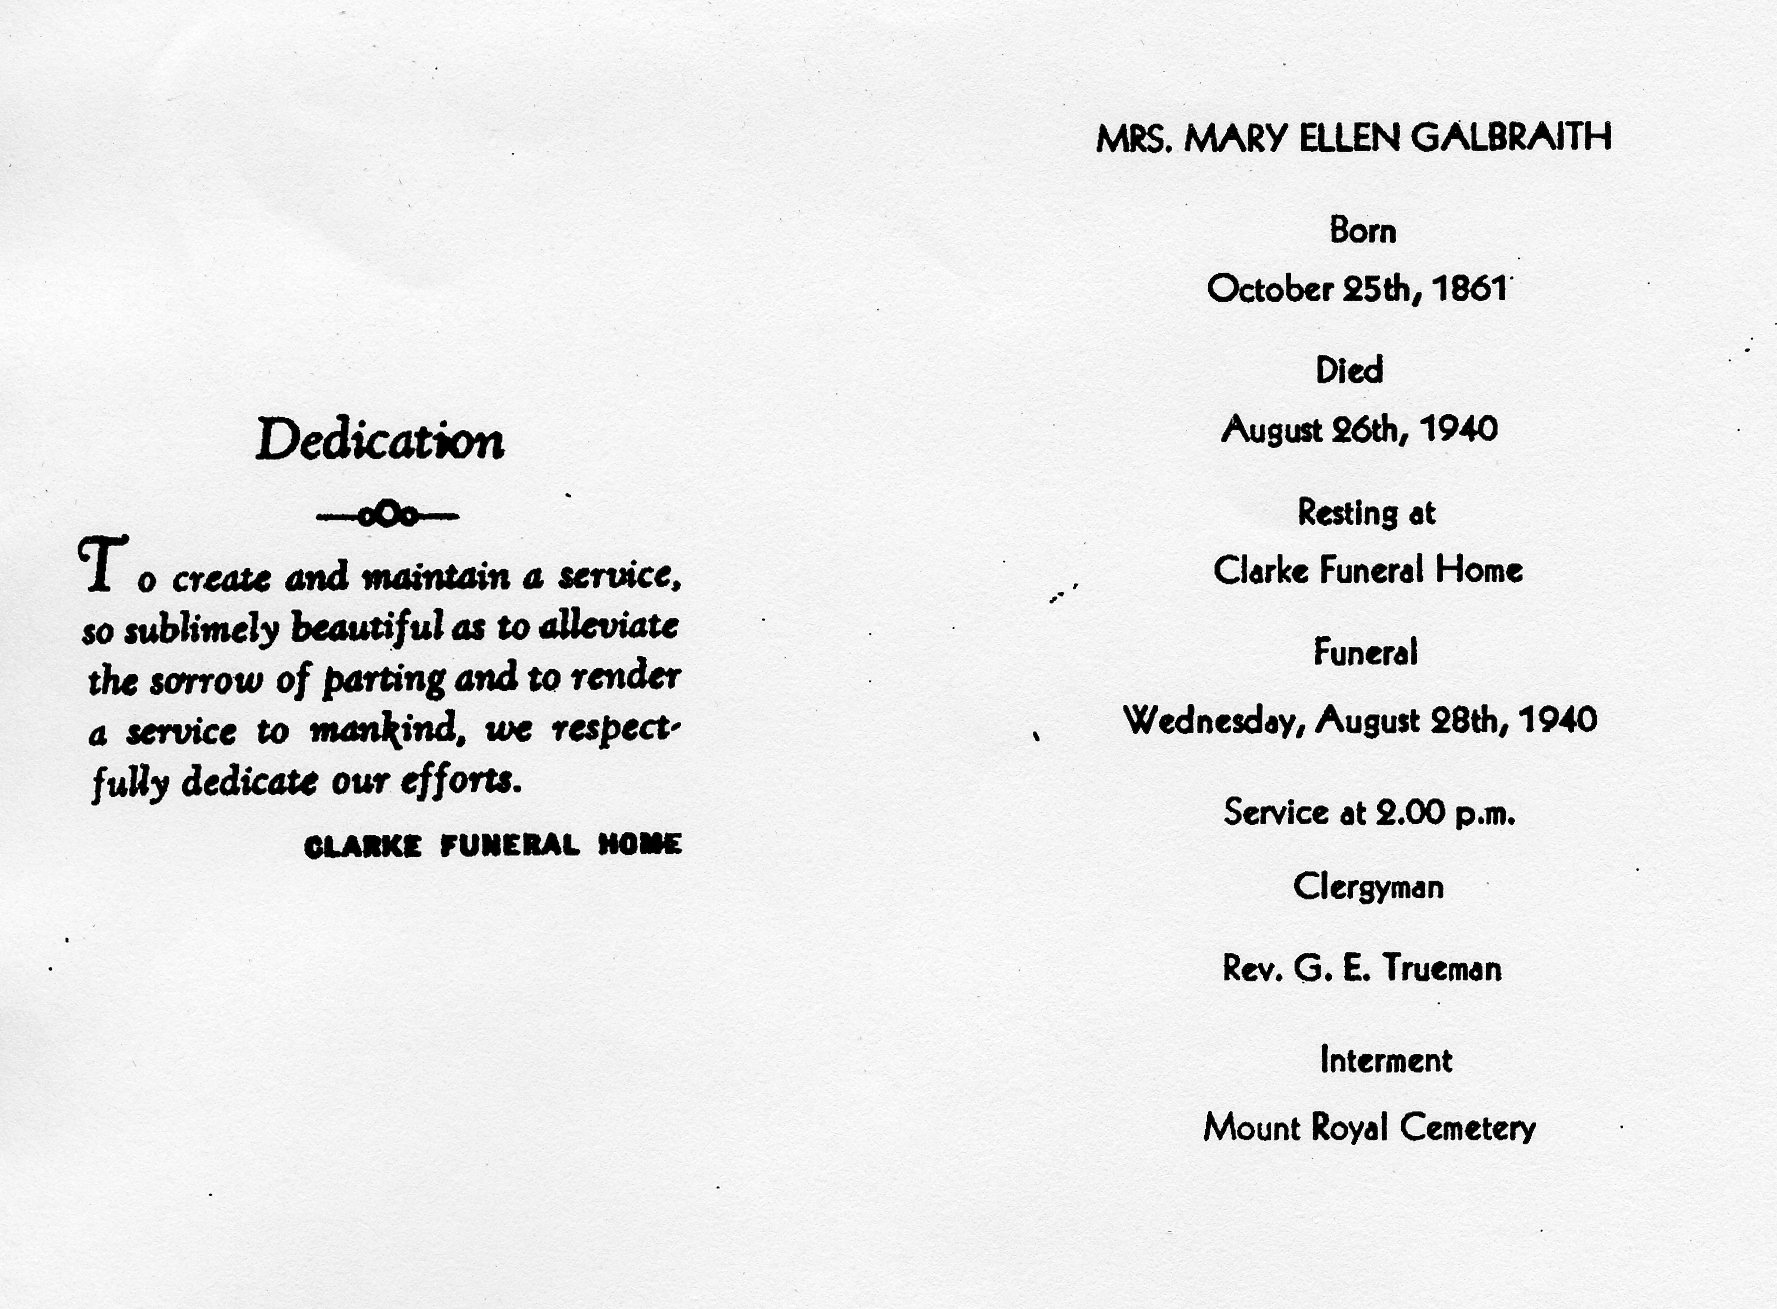 Dedication
To create and maintain a service,
so sublimely beautiful as to alleviate
the sorrow of parting and to render
a service to mankind, we respect-
fully dedicate our efforts.
CLARKE FUNERAL HOME
MRS. MARY ELLEN GALBRAITH
Born
October 25th, 1861
Died
August 26th, 1940
Resting at
Clarke Funeral Home
Funeral
Wednesday, August 28th, 1940
Service at 2.00 p.m.
Clergyman
Rev. G. E. Trueman
Interment
Mount Royal Cemetery